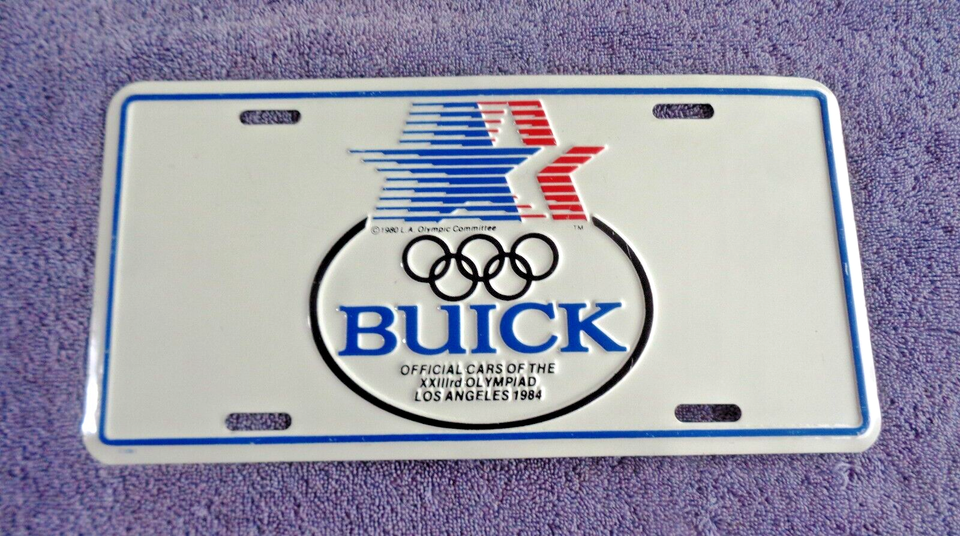 ©1980 L.A. Olympic Committee ™
BUICK
OFFICIAL CARS OF THE
XXIIIrd OLYMPIAD
LOS ANGELES 1984